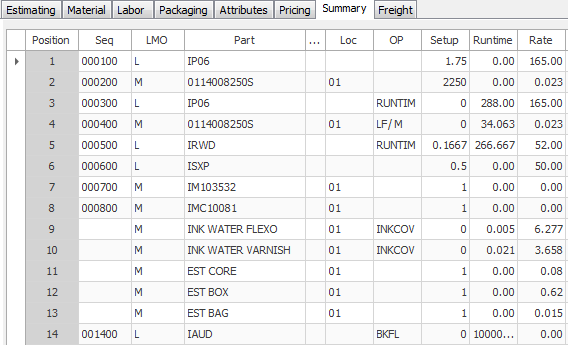 Estimating Material Labor Packaging Attributes Pricing Summary Freight
Position Seq LMO Part ... Loc OP Setup Runtime Rate
1 000100 L IP06 1.75 0.00 165.00
2 000200 M 0114008250S 01 2250 0.00 0.023
3 000300 L IP06 RUNTIM 0 288.00 165.00
4 000400 M 0114008250S 01 LF/M 0 34.063 0.023
5 000500 L IRWD RUNTIM 0.1667 266.667 52.00
6 000600 L ISXP 0.5 0.00 50.00
7 000700 M IM103532 01 1 0.00 0.00
8 000800 M IMC10081 01 1 0.00 0.00
9 M INK WATER FLEXO 01 INKCOV 0 0.005 6.277
10 M INK WATER VARNISH 01 INKCOV 0 0.021 3.658
11 M EST CORE 01 1 0.00 0.08
12 M EST BOX 01 1 0.00 0.62
13 M EST BAG 01 1 0.00 0.015
14 001400 L IAUD BKFL 0 10000... 0.00